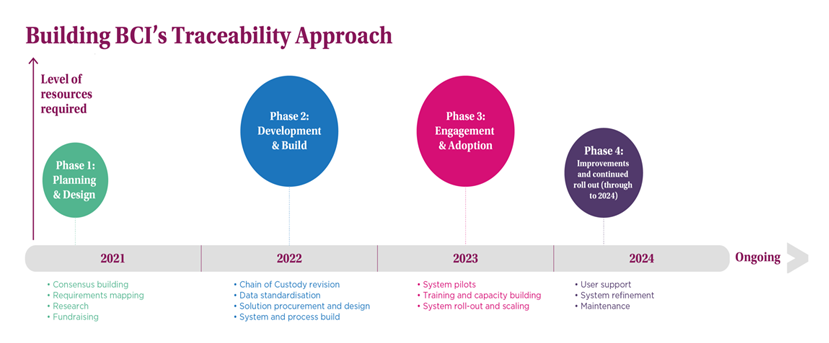 Building BCI's Traceability Approach
Level of
resources
required
Phase 1:
Planning
& Design
Phase 2:
Development
& Build
Phase 3:
Engagement
& Adoption
Phase 4:
Improvements
and continued
roll out (through
to 2024)
2021
2022
2023
2024
Ongoing
• Consensus building
• Requirements mapping
• Research
• Fundraising
• Chain of Custody revision
• Data standardisation
• Solution procurement and design
• System and process build
• System pilots
• Training and capacity building
• System roll-out and scaling
• User support
• System refinement
• Maintenance